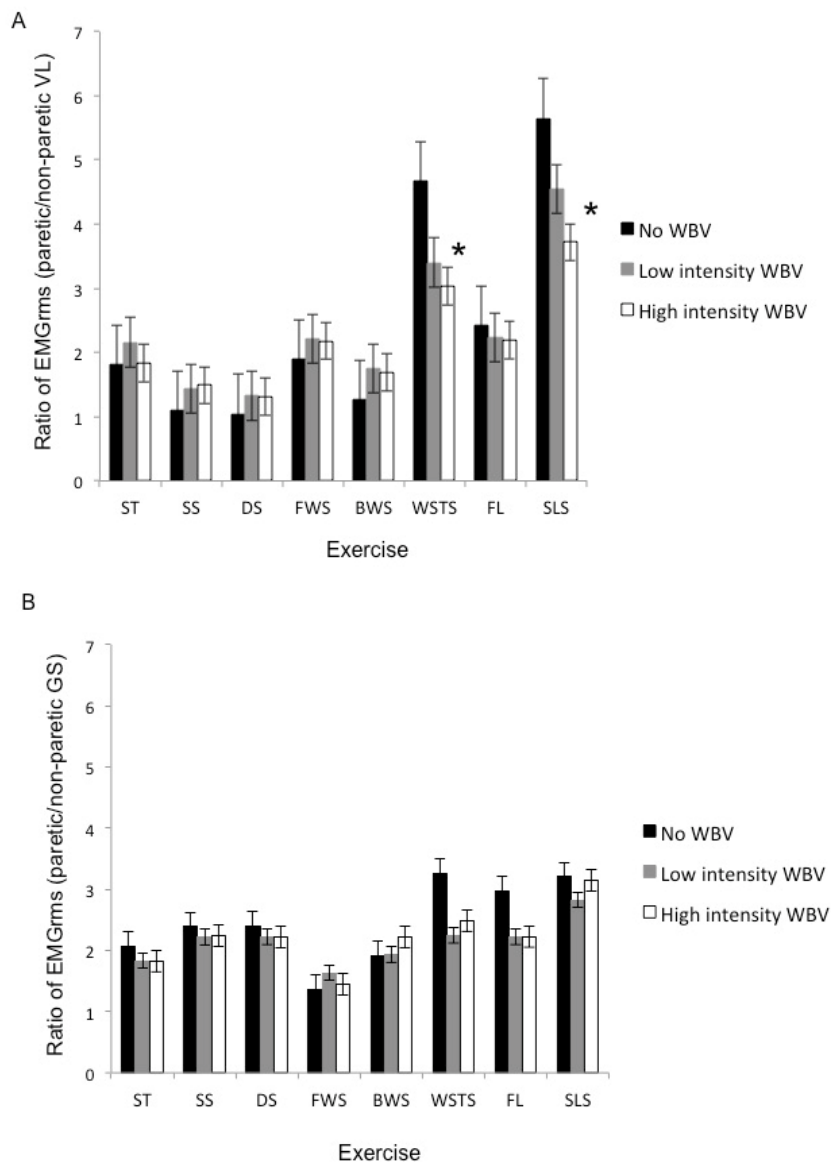 A
Ratio of EMGrms (paretic/non-paretic VL)
7
6
5
4
3
2
1
0
*
*
No WBV
Low intensity WBV
High intensity WBV
ST SS DS FWS BWS WSTS FL SLS
Exercise
B
Ratio of EMGrms (paretic/non-paretic GS)
7
6
5
4
3
2
1
0
No WBV
Low intensity WBV
High intensity WBV
ST SS DS FWS BWS WSTS FL SLS
Exercise